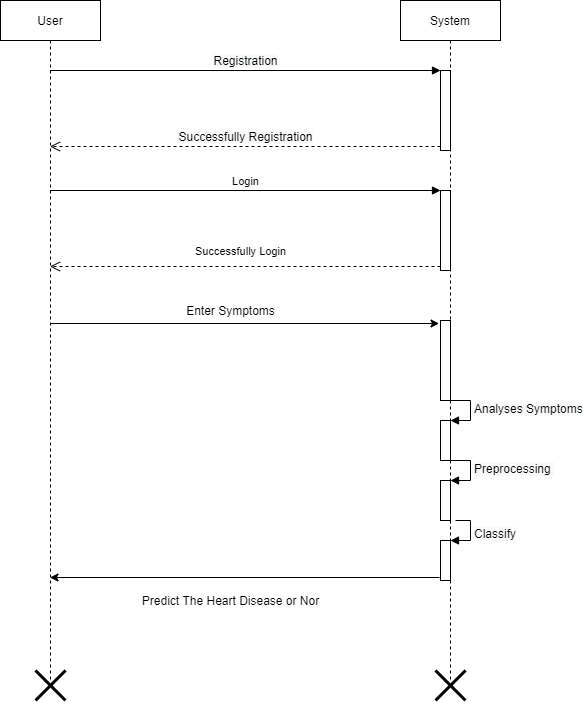 User
System
Registration
Successfully Registration
Login
Successfully Login
Enter Symptoms
Analyses Symptoms
Preprocessing
Classify
Predict The Heart Disease or Nor